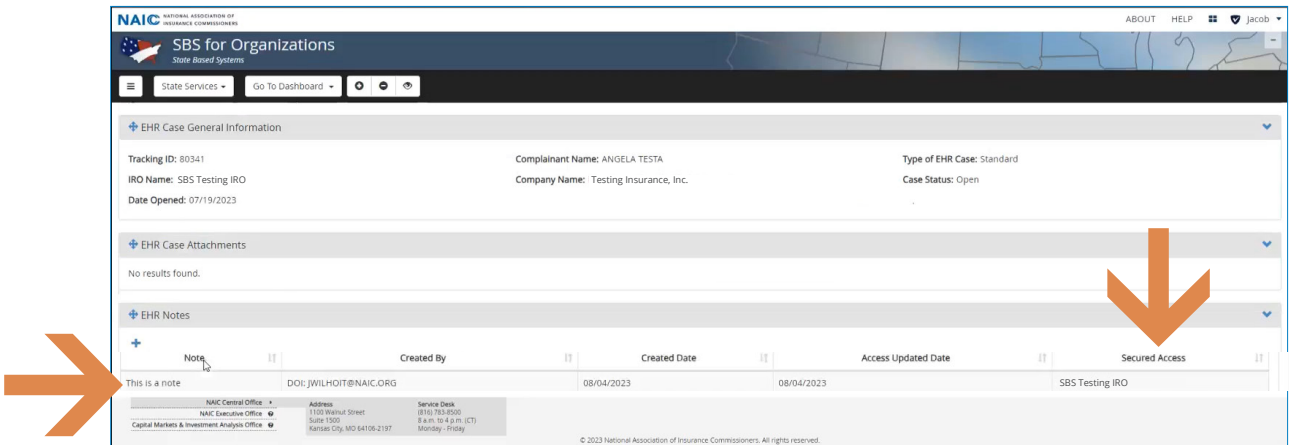 NAIC NATIONAL ASSOCIATION OF INSURANCE COMMISSIONERS
ABOUT HELP Jacob
SBS for Organizations
State Based Systems
State Services Go To Dashboard
EHR Case General Information
Tracking ID: 80341 Complainant Name: ANGELA TESTA Type of EHR Case: Standard
IRO Name: SBS Testing IRO Company Name: Testing Insurance, Inc. Case Status: Open
Date Opened: 07/19/2023
EHR Case Attachments
No results found.
EHR Notes
Note Created By Created Date Access Updated Date Secured Access
This is a note DOI: JWILHOIT@NAIC.ORG 08/04/2023 08/04/2023 SBS Testing IRO
NAIC Central Office
NAIC Executive Office
Capital Markets & Investment Analysis Office
Address
1100 Walnut Street
Suite 1500
Kansas City, MO 64106-2197
Service Desk
(816) 783-8500
8 a.m. to 4 p.m. (CT)
Monday - Friday
© 2023 National Association of Insurance Commissioners. All rights reserved.